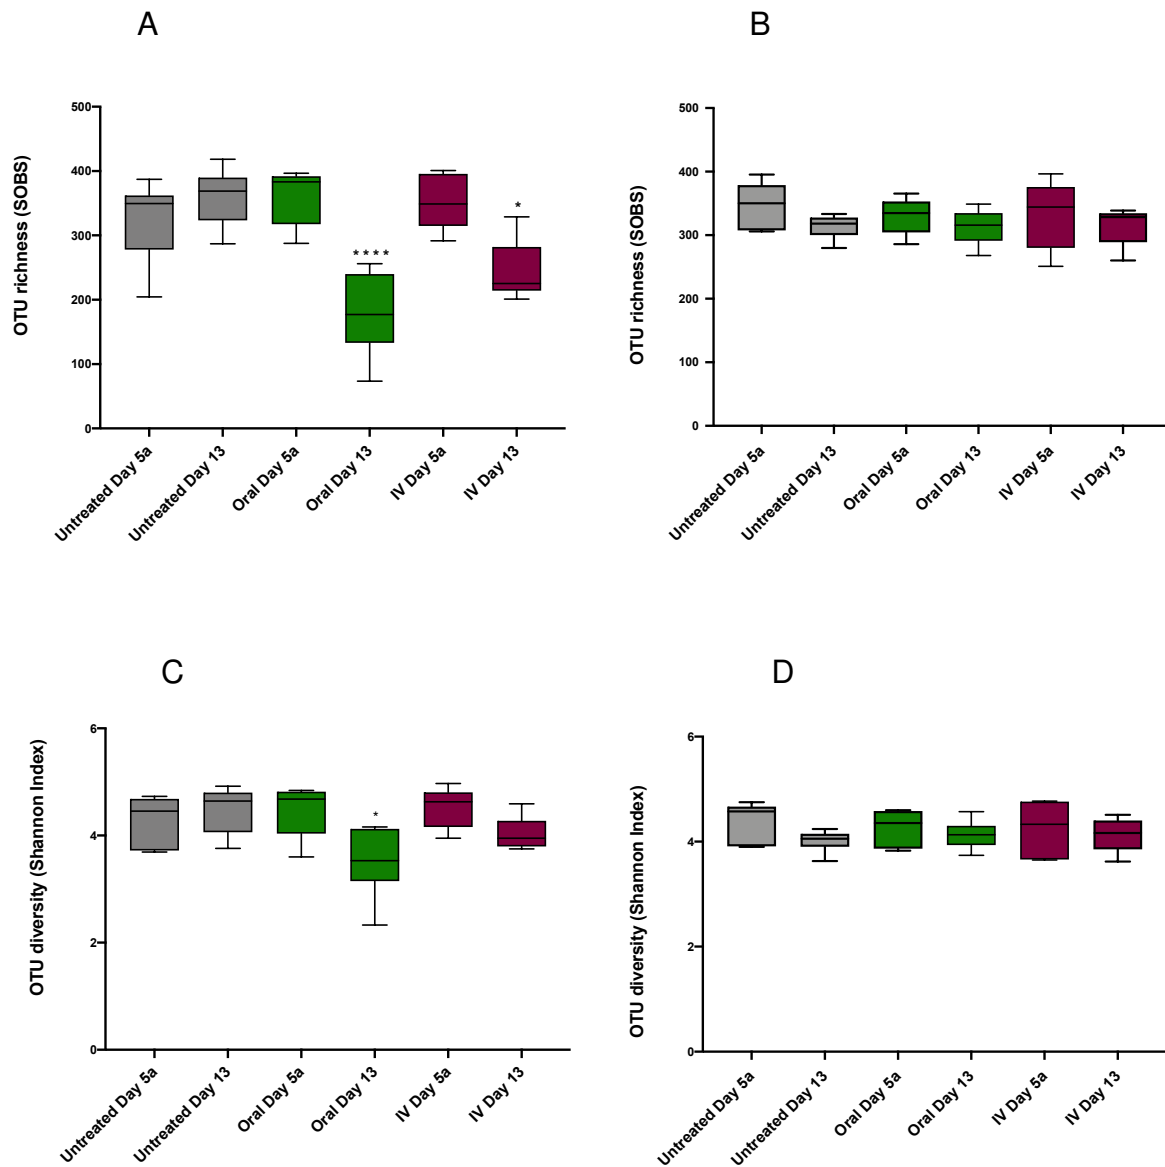 A
B
OTU richness (SOBS)
500
400
300
200
100
0
****
*
Untreated Day 5a
Untreated Day 13
Oral Day 5a
Oral Day 13
IV Day 5a
IV Day 13
OTU richness (SOBS)
500
400
300
200
100
0
Untreated Day 5a
Untreated Day 13
Oral Day 5a
Oral Day 13
IV Day 5a
IV Day 13
C
D
OTU diversity (Shannon Index)
6
4
2
0
*
Untreated Day 5a
Untreated Day 13
Oral Day 5a
Oral Day 13
IV Day 5a
IV Day 13
OTU diversity (Shannon Index)
6
4
2
0
Untreated Day 5a
Untreated Day 13
Oral Day 5a
Oral Day 13
IV Day 5a
IV Day 13